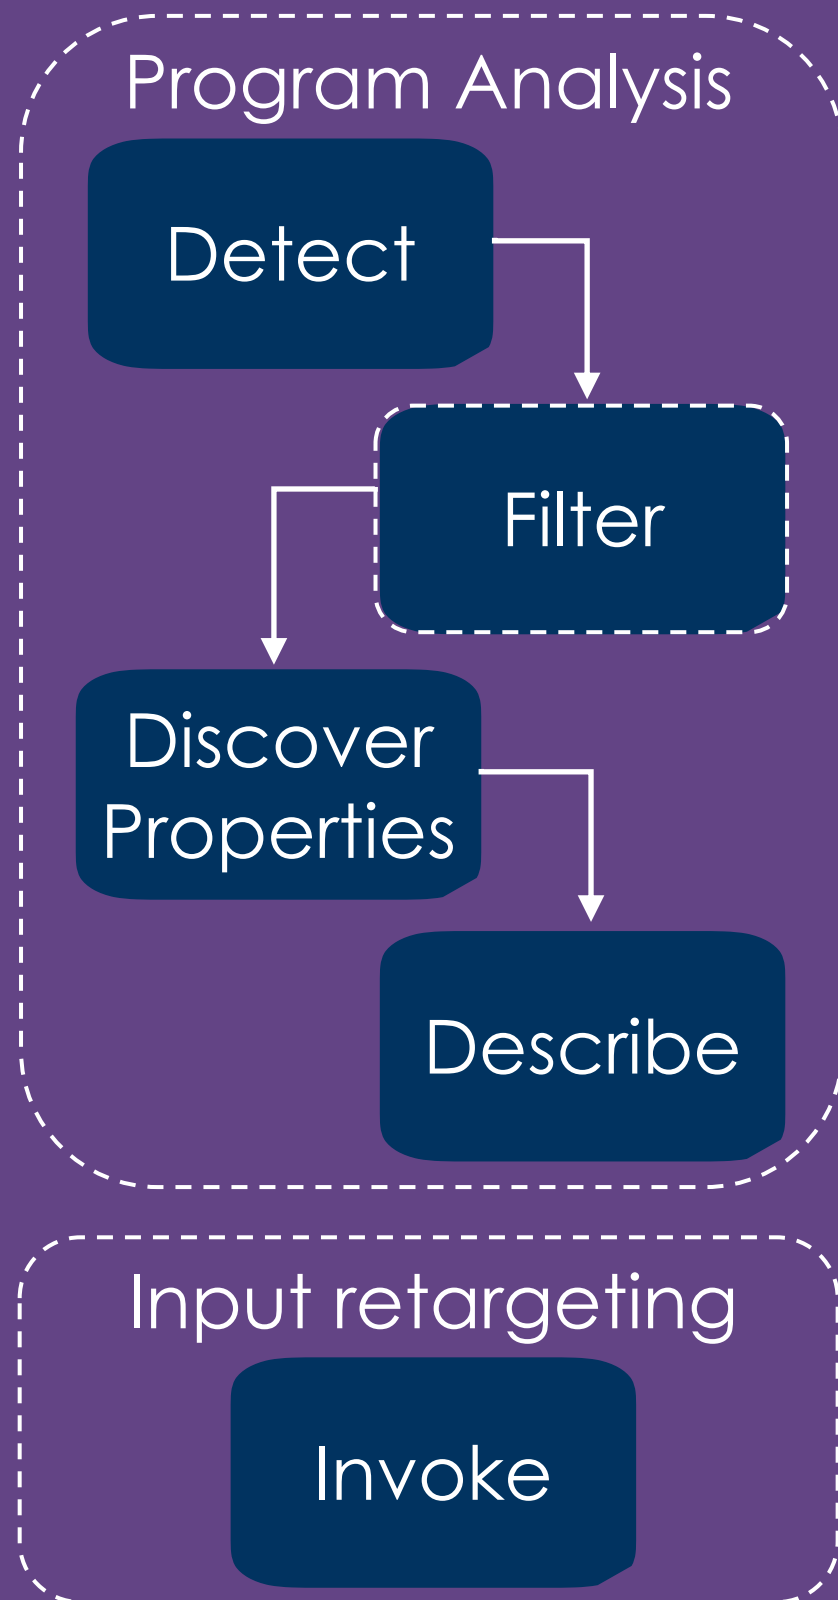 Program Analysis
Detect
Filter
Discover
Properties
Describe
Input retargeting
Invoke